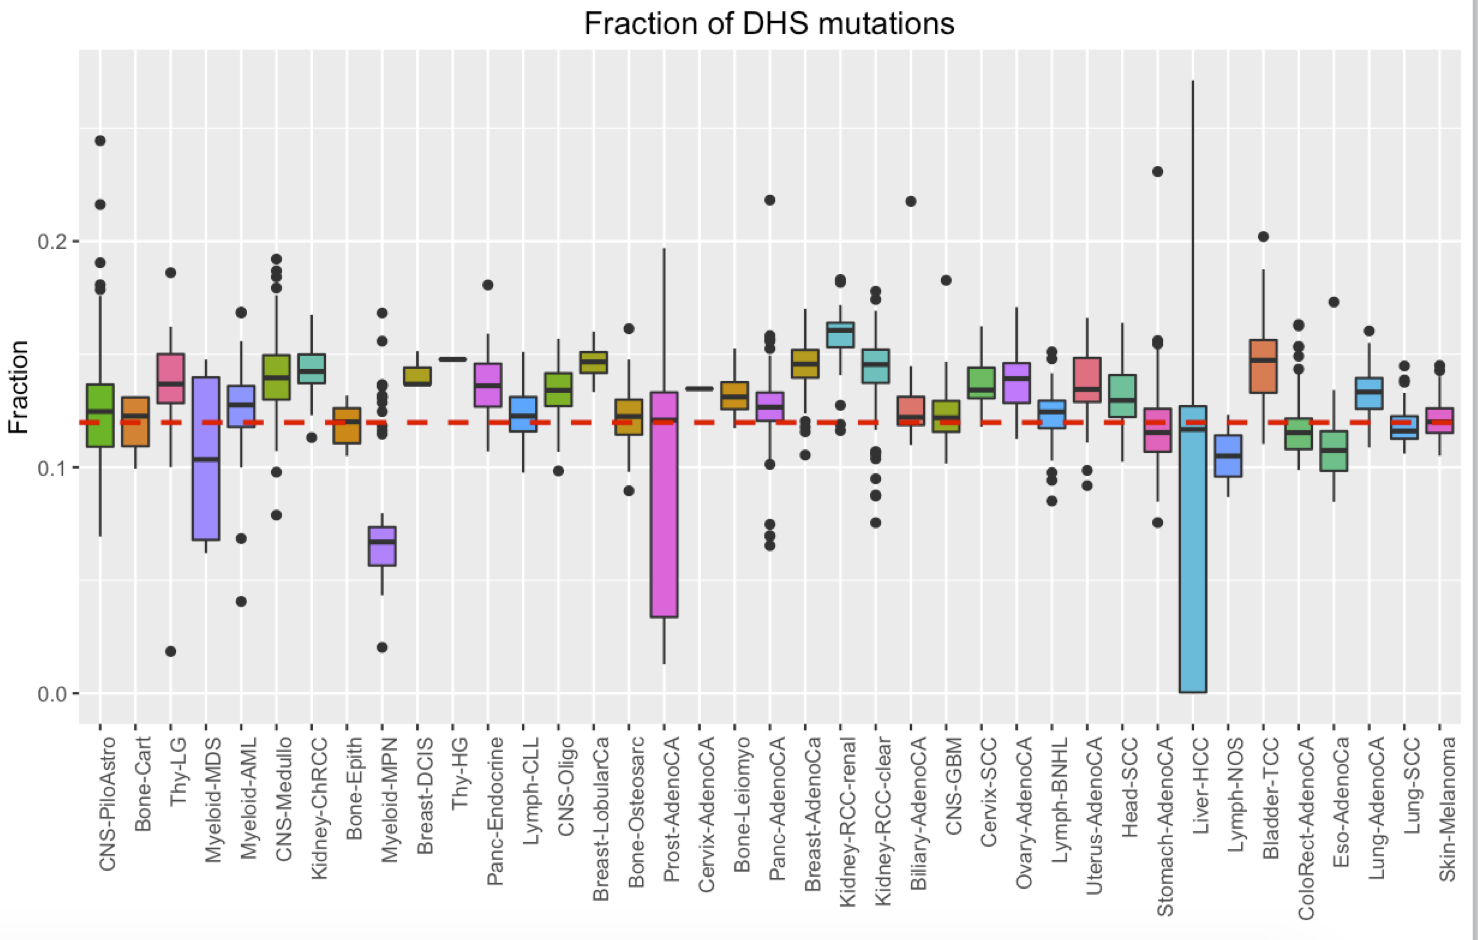 Fraction of DHS mutations
Fraction
0.2
0.1
0.0
CNS-PiloAstro
Bone-Cart
Thy-LG
Myeloid-MDS
Myeloid-AML
CNS-Medullo
Kidney-ChRCC
Bone-Epith
Myeloid-MPN
Breast-DCIS
Thy-HG
Panc-Endocrine
Lymph-CLL
CNS-Oligo
Breast-LobularCa
Bone-Osteosarc
Prost-AdenoCA
Cervix-AdenoCA
Bone-Leiomyo
Panc-AdenoCA
Breast-AdenoCa
Kidney-RCC-renal
Kidney-RCC-clear
Biliary-AdenoCA
CNS-GBM
Cervix-SCC
Ovary-AdenoCA
Lymph-BNHL
Uterus-AdenoCA
Head-SCC
Stomach-AdenoCA
Liver-HCC
Lymph-NOS
Bladder-TCC
ColoRect-AdenoCA
Eso-AdenoCa
Lung-AdenoCA
Lung-SCC
Skin-Melanoma